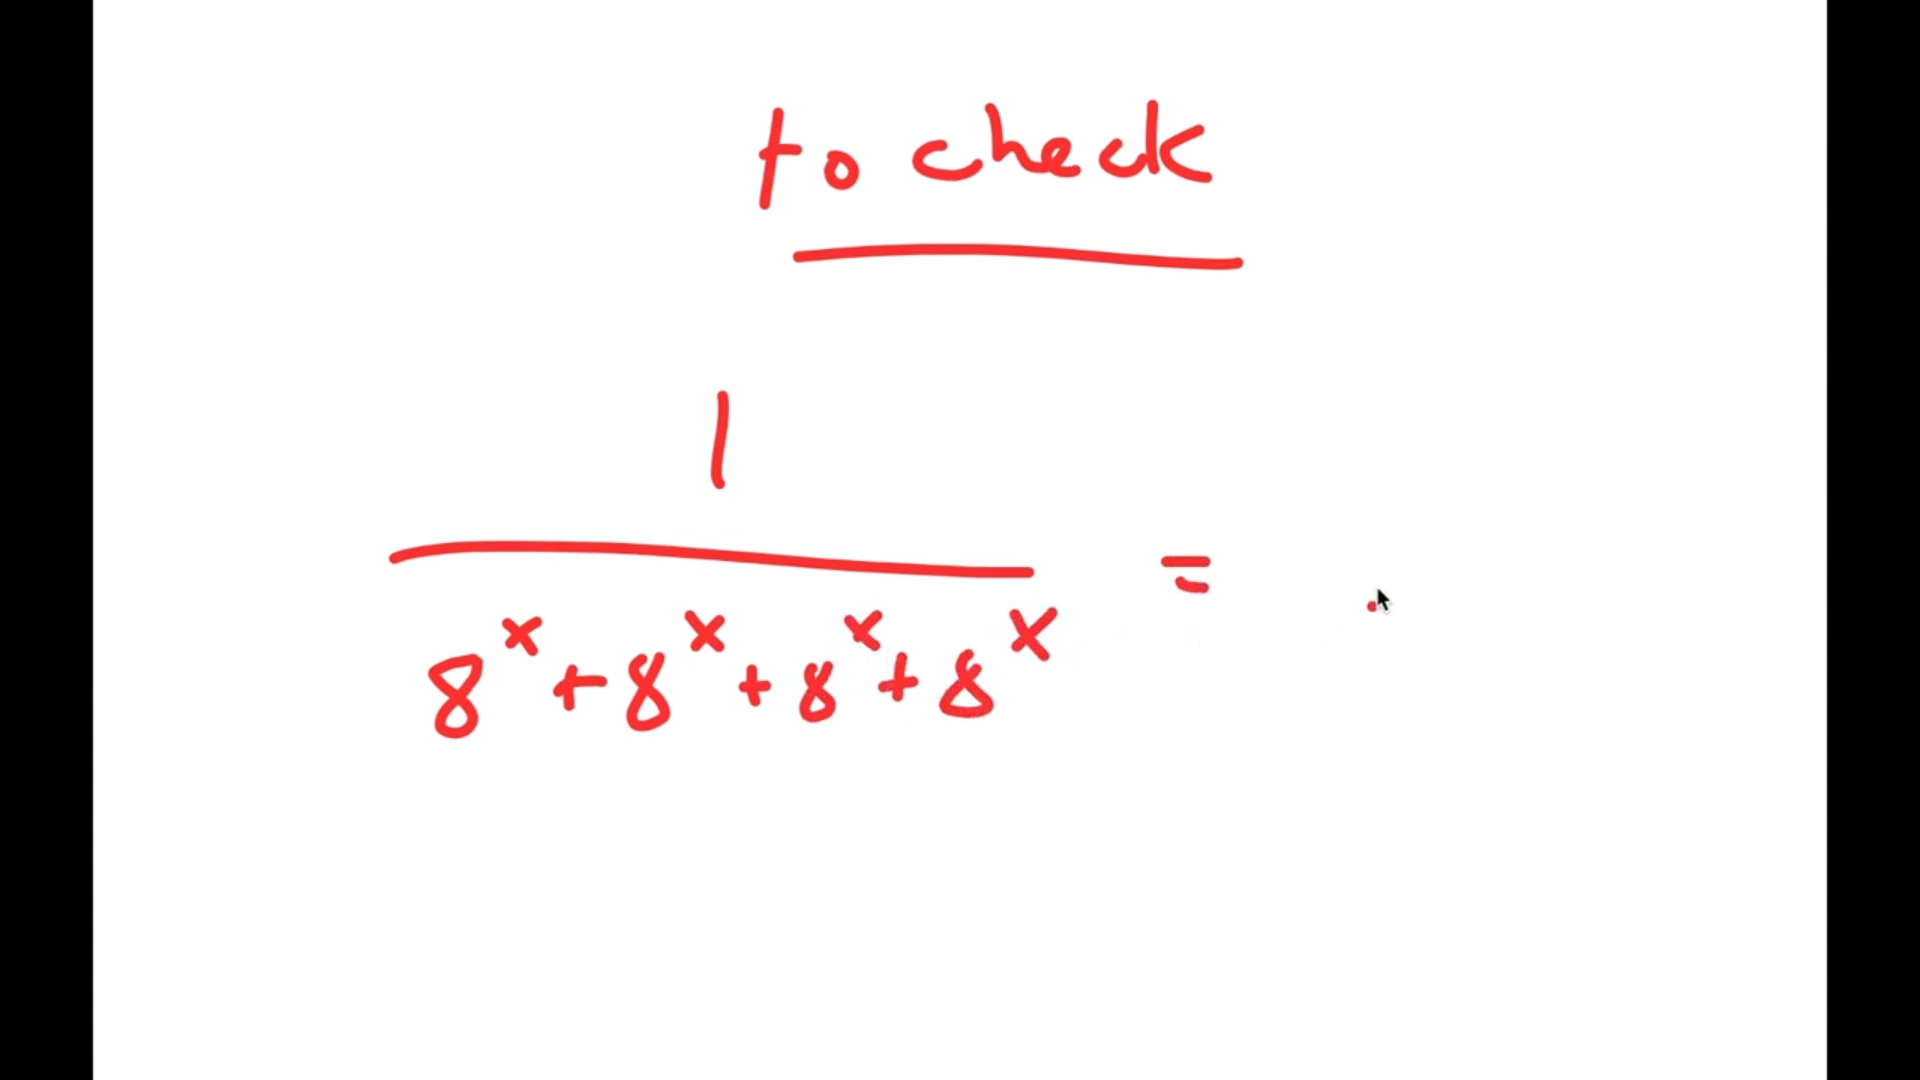 to check
1
8^x + 8^x + 8^x + 8^x =